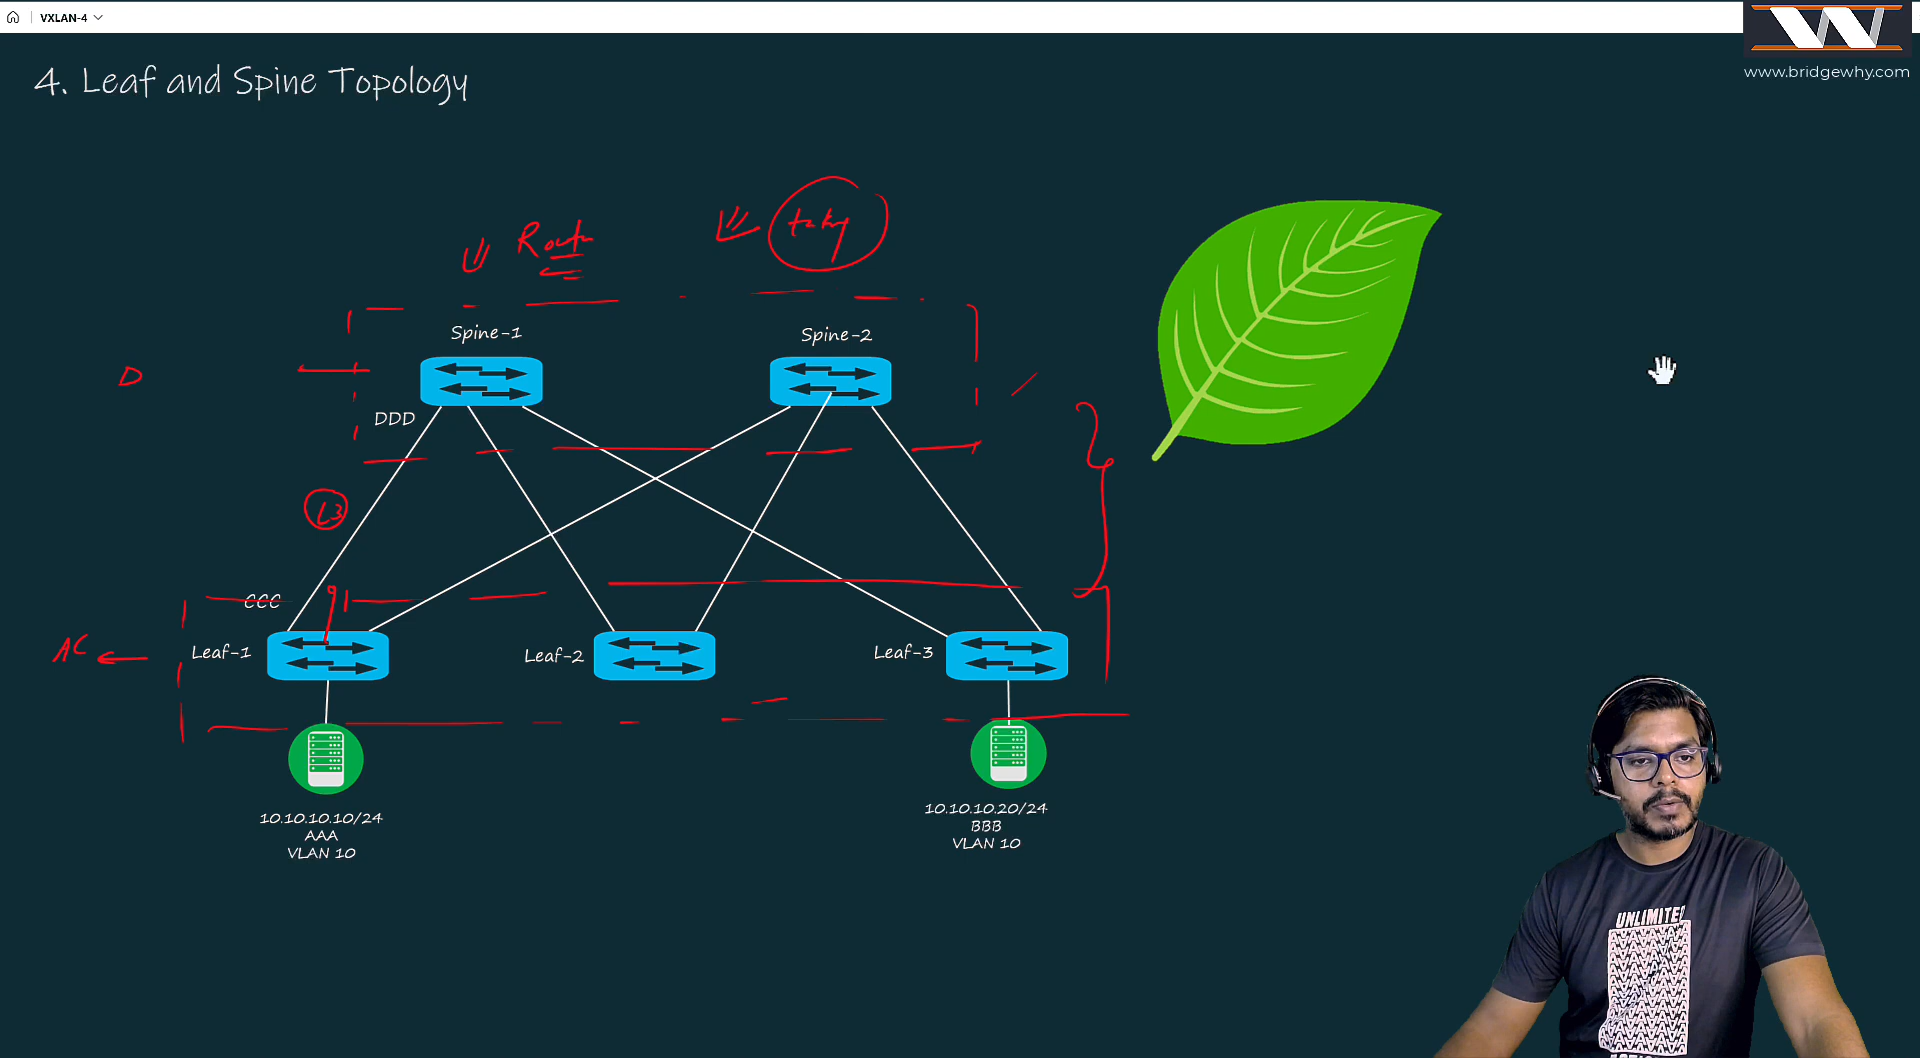 VXLAN-4
www.bridgewhy.com
4. Leaf and Spine Topology
Spine-1
Spine-2
D
DDD
L3
CCC
AC
Leaf-1
Leaf-2
Leaf-3
10.10.10.10/24
AAA
VLAN 10
10.10.10.20/24
BBB
VLAN 10
UNLIMITED